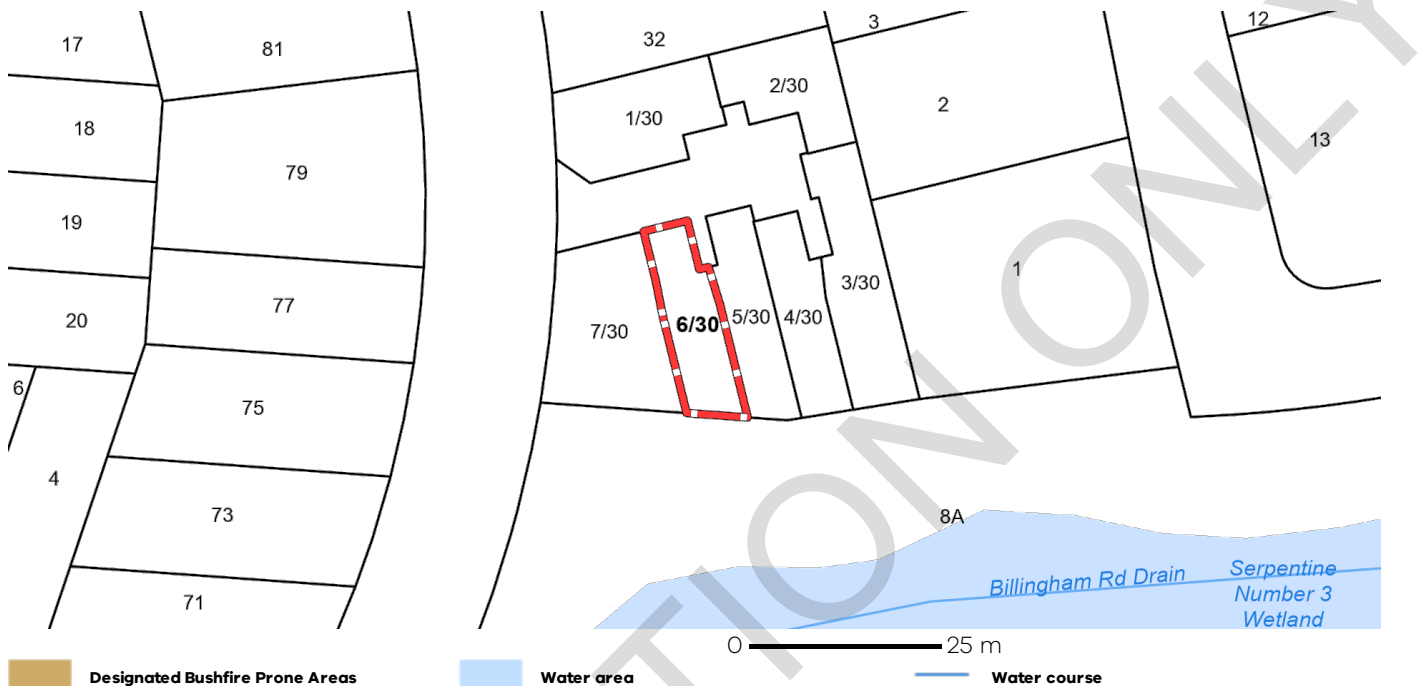 17
81
32
3
12
2/30
1/30
2
18
13
79
19
1
3/30
77
20
7/30
6/30
5/30
4/30
6
75
4
73
8A
71
Billingham Rd Drain
Serpentine
Number 3
Wetland
0 25 m
Designated Bushfire Prone Areas
Water area
Water course
TION ONLY